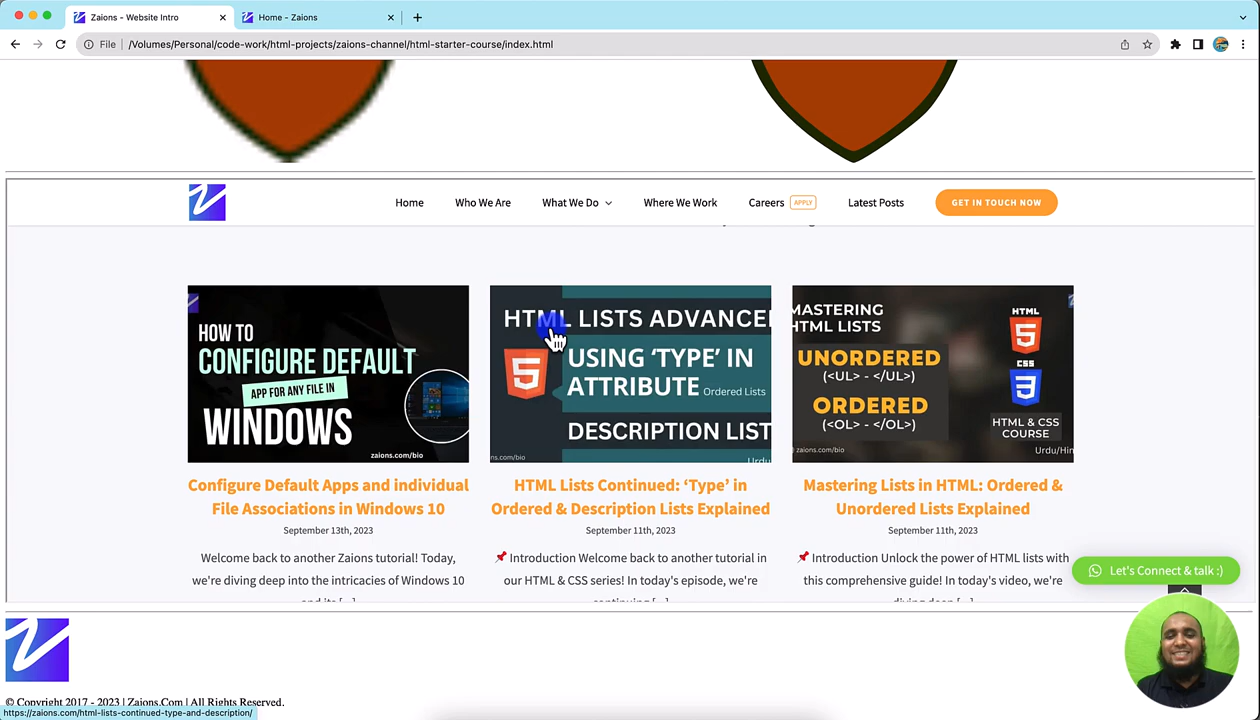 Zaions - Website Intro
Home - Zaions
File
/Volumes/Personal/code-work/html-projects/zaions-channel/html-starter-course/index.html
Home
Who We Are
What We Do
Where We Work
Careers
APPLY
Latest Posts
GET IN TOUCH NOW
HOW TO
CONFIGURE DEFAULT
APP FOR ANY FILE IN
WINDOWS
zaions.com/bio
HTML LISTS ADVANCE
USING ‘TYPE’ IN
ATTRIBUTE Ordered Lists
DESCRIPTION LIST
ns.com/bio
Urdu
MASTERING
HTML LISTS
UNORDERED
(<UL> - </UL>)
ORDERED
(<OL> - </OL>)
HTML
5
CSS
3
HTML & CSS
COURSE
zaions.com/bio
Urdu/Hin
Configure Default Apps and individual
File Associations in Windows 10
September 13th, 2023
Welcome back to another Zaions tutorial! Today,
we're diving deep into the intricacies of Windows 10
and its [...]
HTML Lists Continued: ‘Type’ in
Ordered & Description Lists Explained
September 11th, 2023
Introduction Welcome back to another tutorial in
our HTML & CSS series! In today's episode, we're
continuing [...]
Mastering Lists in HTML: Ordered &
Unordered Lists Explained
September 11th, 2023
Introduction Unlock the power of HTML lists with
this comprehensive guide! In today's video, we're
diving deep [...]
Let's Connect & talk :)
© Copyright 2017 - 2023 | Zaions.Com | All Rights Reserved.
https://zaions.com/html-lists-continued-type-and-description/